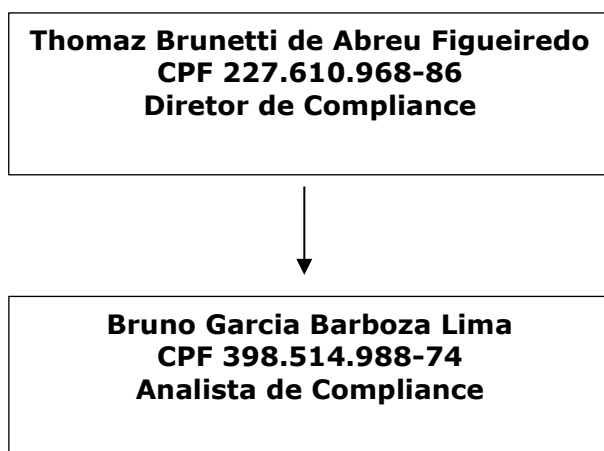 Thomaz Brunetti de Abreu Figueiredo
CPF 227.610.968-86
Diretor de Compliance
Bruno Garcia Barboza Lima
CPF 398.514.988-74
Analista de Compliance